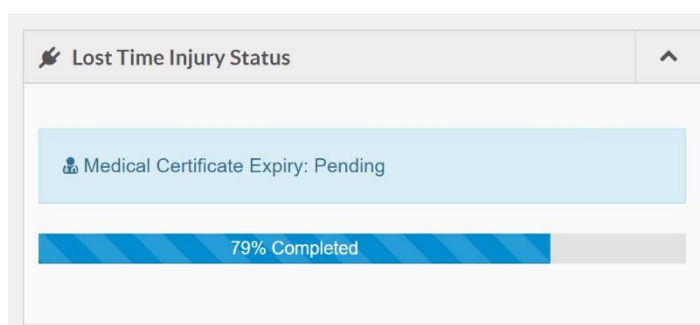 Lost Time Injury Status
Medical Certificate Expiry: Pending
79% Completed